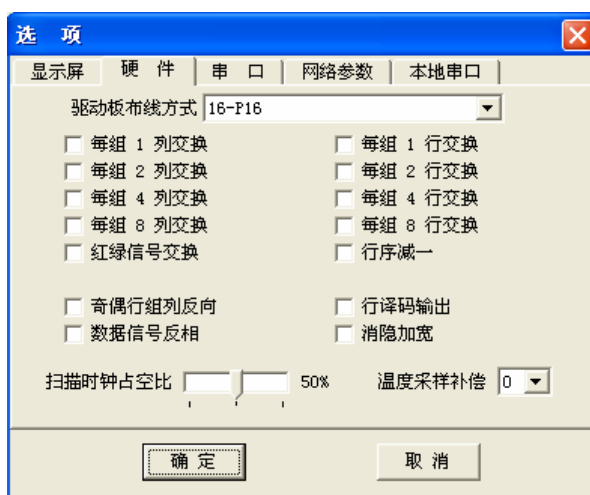 选 项
显示屏 硬 件 串 口 网络参数 本地串口
驱动板布线方式 16-P16
每组 1 列交换 每组 1 行交换
每组 2 列交换 每组 2 行交换
每组 4 列交换 每组 4 行交换
每组 8 列交换 每组 8 行交换
红绿信号交换 行序减一
奇偶行组列反向 行译码输出
数据信号反相 消隐加宽
扫描时钟占空比 50% 温度采样补偿 0
确 定 取 消